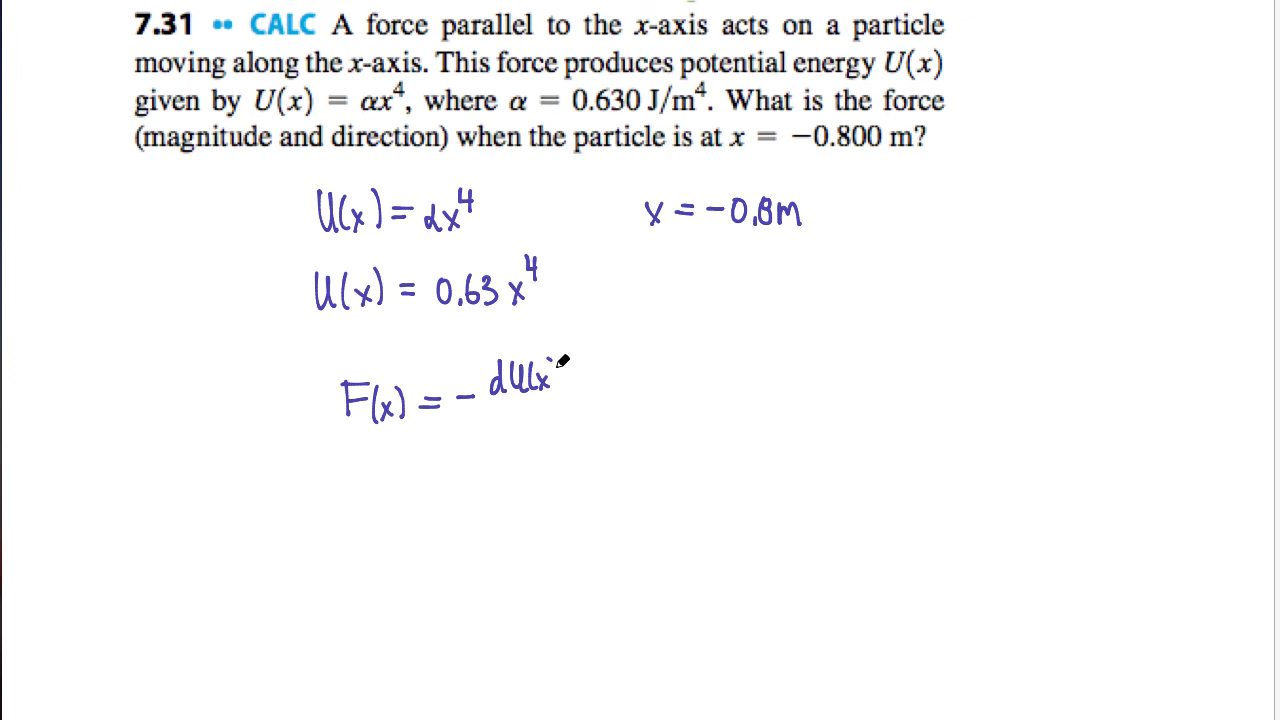 7.31 •• CALC A force parallel to the x-axis acts on a particle
moving along the x-axis. This force produces potential energy U(x)
given by U(x) = αx⁴, where α = 0.630 J/m⁴. What is the force
(magnitude and direction) when the particle is at x = −0.800 m?
U(x) = αx⁴
x = -0.8m
U(x) = 0.63 x⁴
F(x) = - dU(x